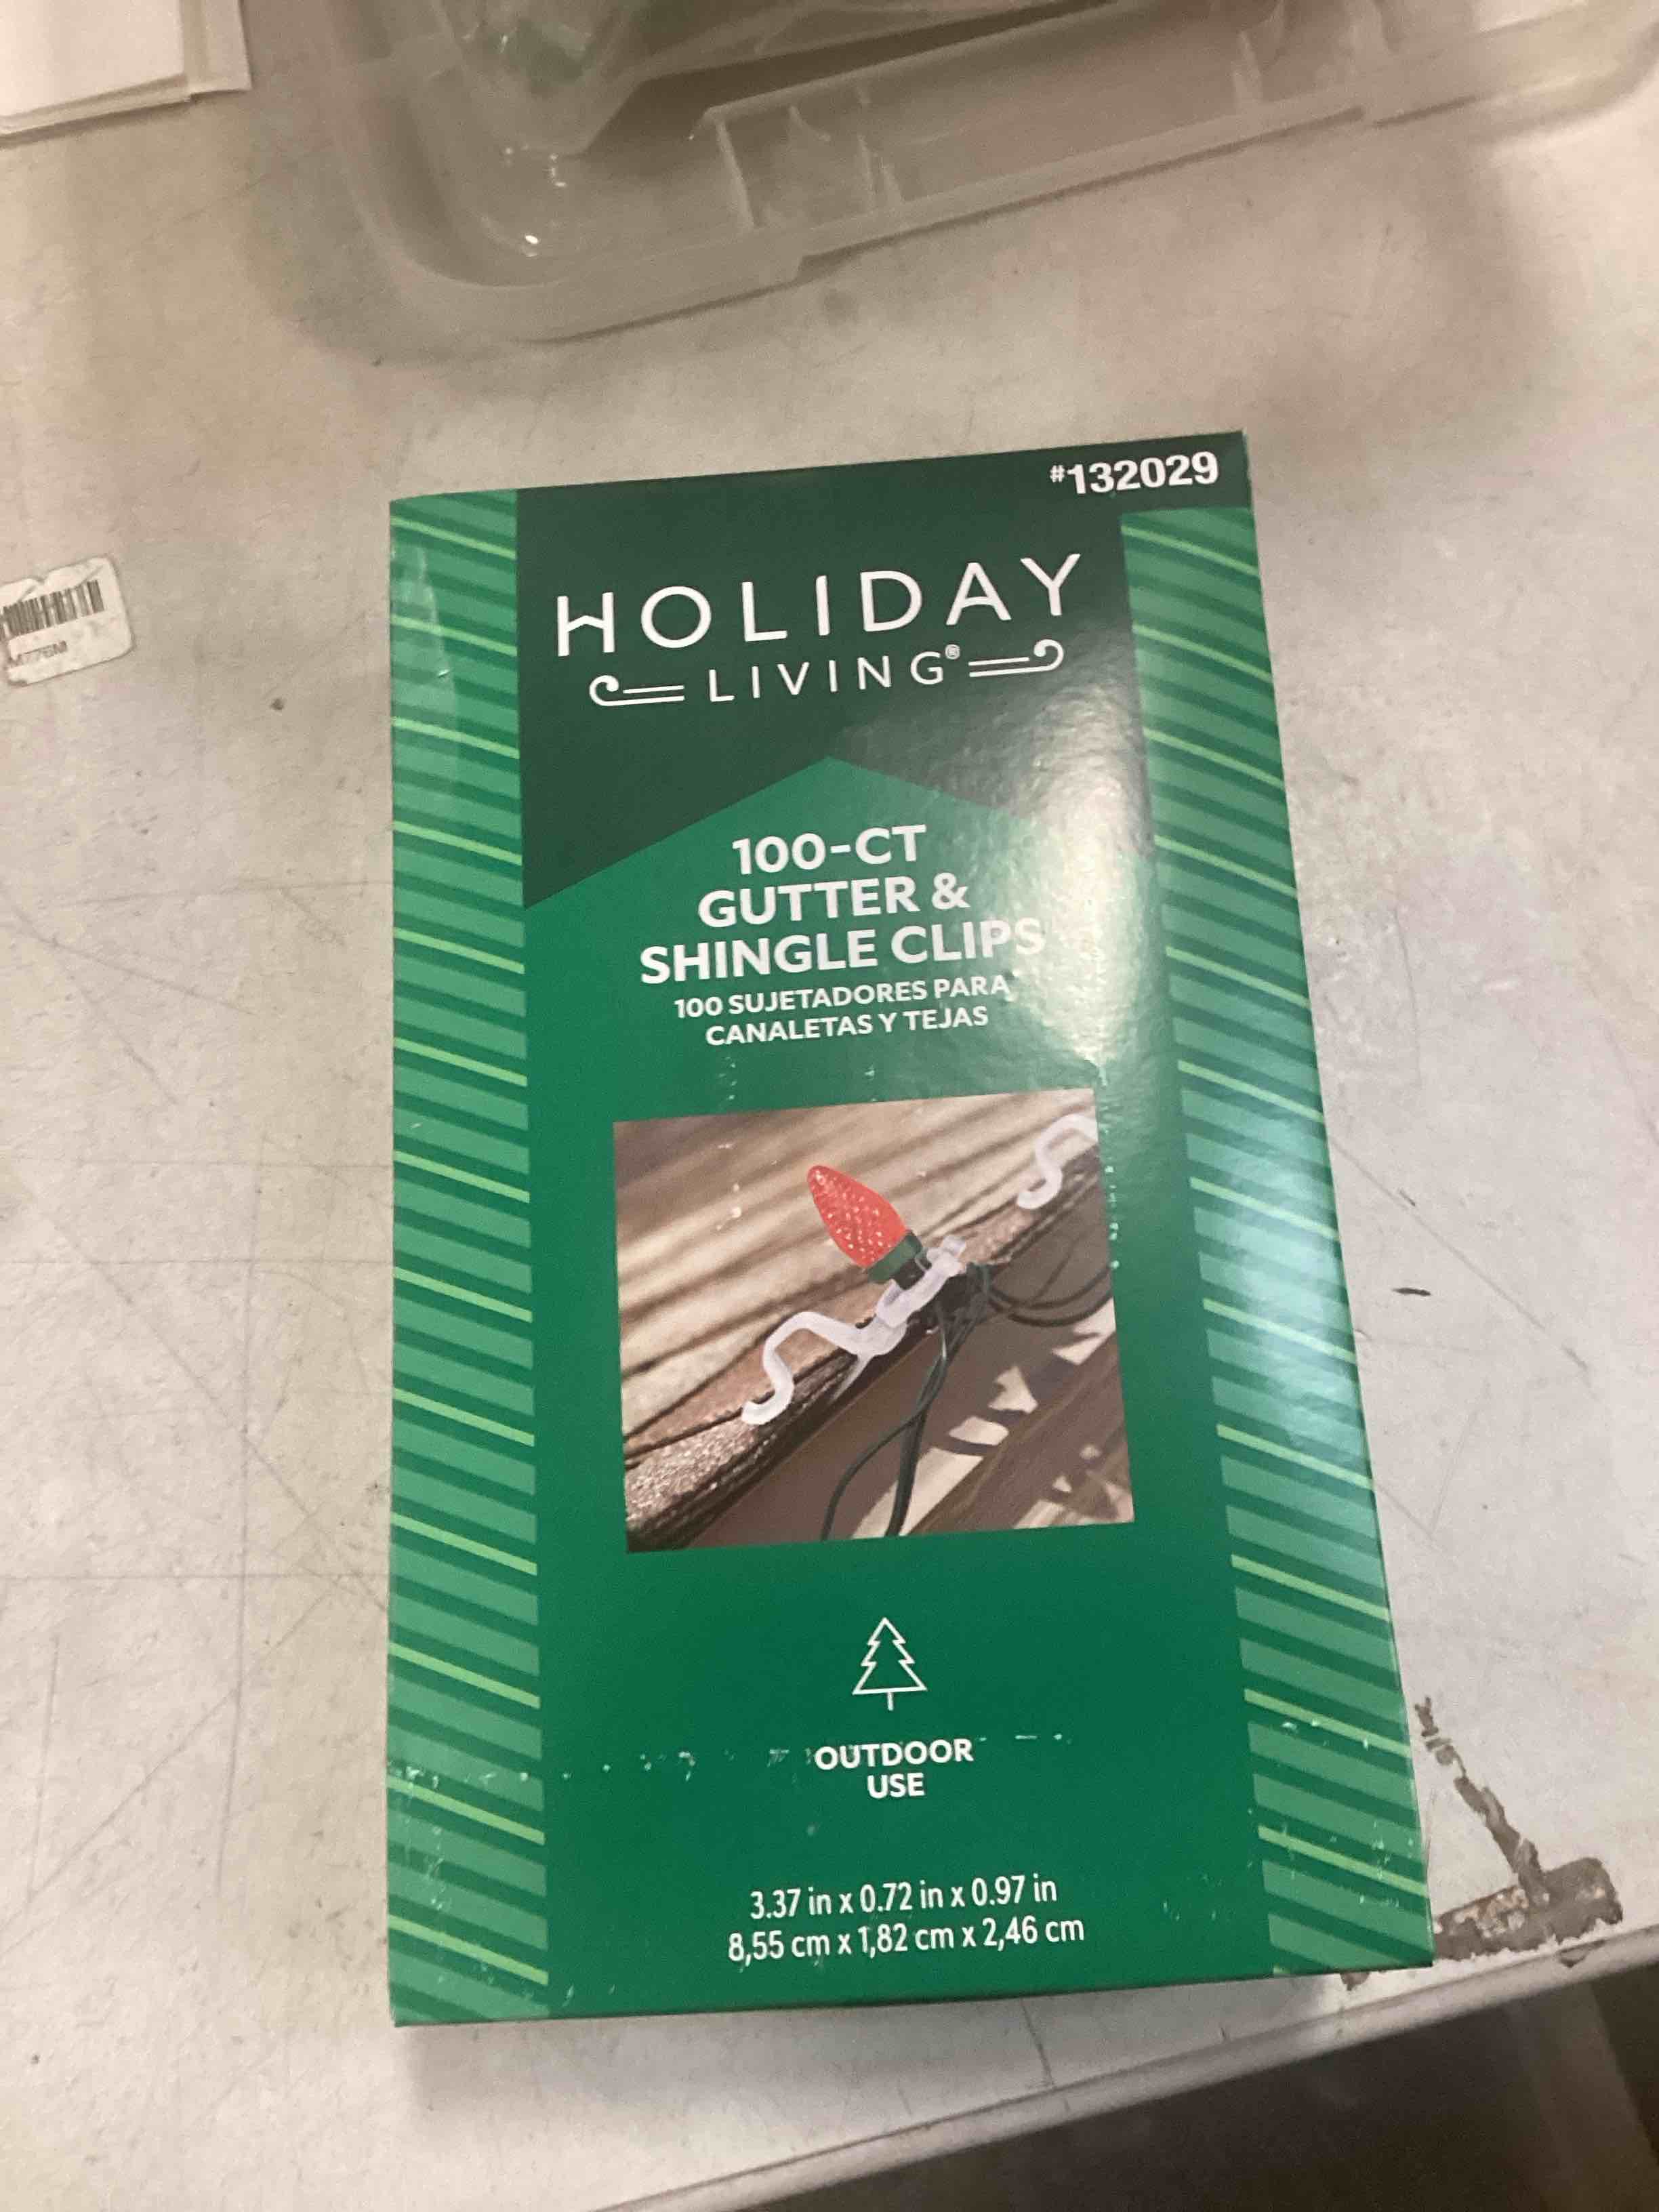 #132029
HOLIDAY
LIVING®
100-CT
GUTTER &
SHINGLE CLIPS
100 SUJETADORES PARA
CANALETAS Y TEJAS
OUTDOOR
USE
3.37 in x 0.72 in x 0.97 in
8,55 cm x 1,82 cm x 2,46 cm